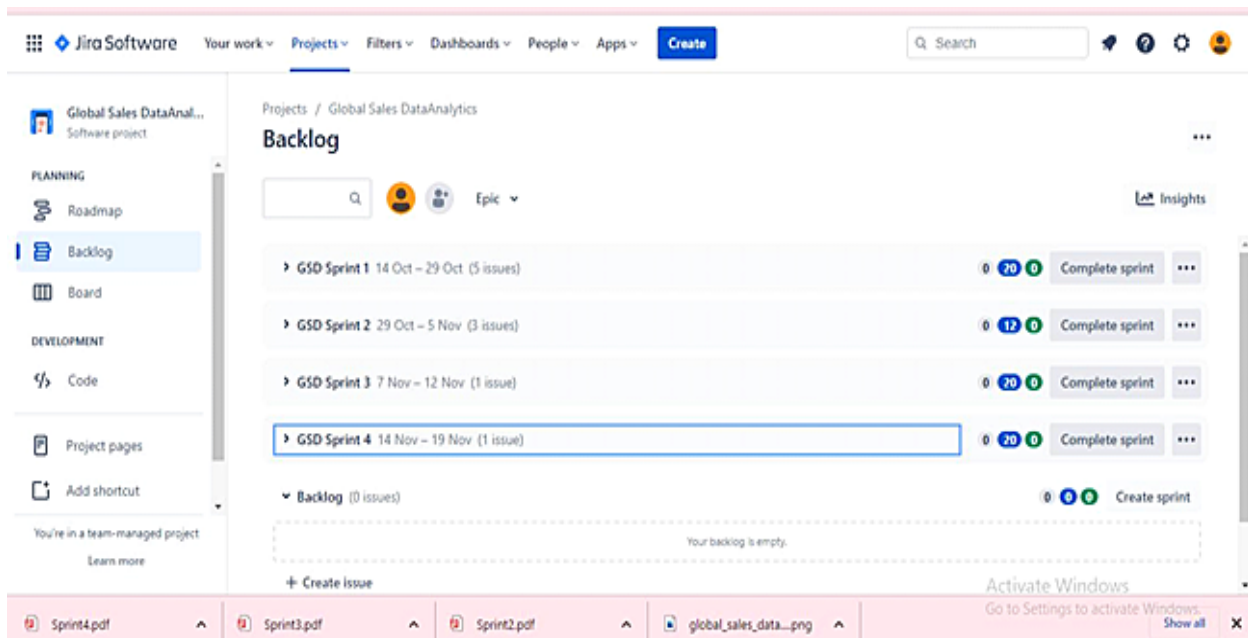 Jira Software Your work Projects Filters Dashboards People Apps Create Search
Global Sales DataAnal...
Software project
PLANNING
Roadmap
Backlog
Board
DEVELOPMENT
Code
Project pages
Add shortcut
You're in a team-managed project
Learn more
Projects / Global Sales DataAnalytics
Backlog
Epic Insights
GSD Sprint 1 14 Oct – 29 Oct (5 issues) 0 20 0 Complete sprint
GSD Sprint 2 29 Oct – 5 Nov (3 issues) 0 12 0 Complete sprint
GSD Sprint 3 7 Nov – 12 Nov (1 issue) 0 20 0 Complete sprint
GSD Sprint 4 14 Nov – 19 Nov (1 issue) 0 20 0 Complete sprint
Backlog (0 issues) 0 0 0 Create sprint
Your backlog is empty.
+ Create issue
Activate Windows
Go to Settings to activate Windows.
Sprint4.pdf Sprint3.pdf Sprint2.pdf global_sales_data....png Show all X